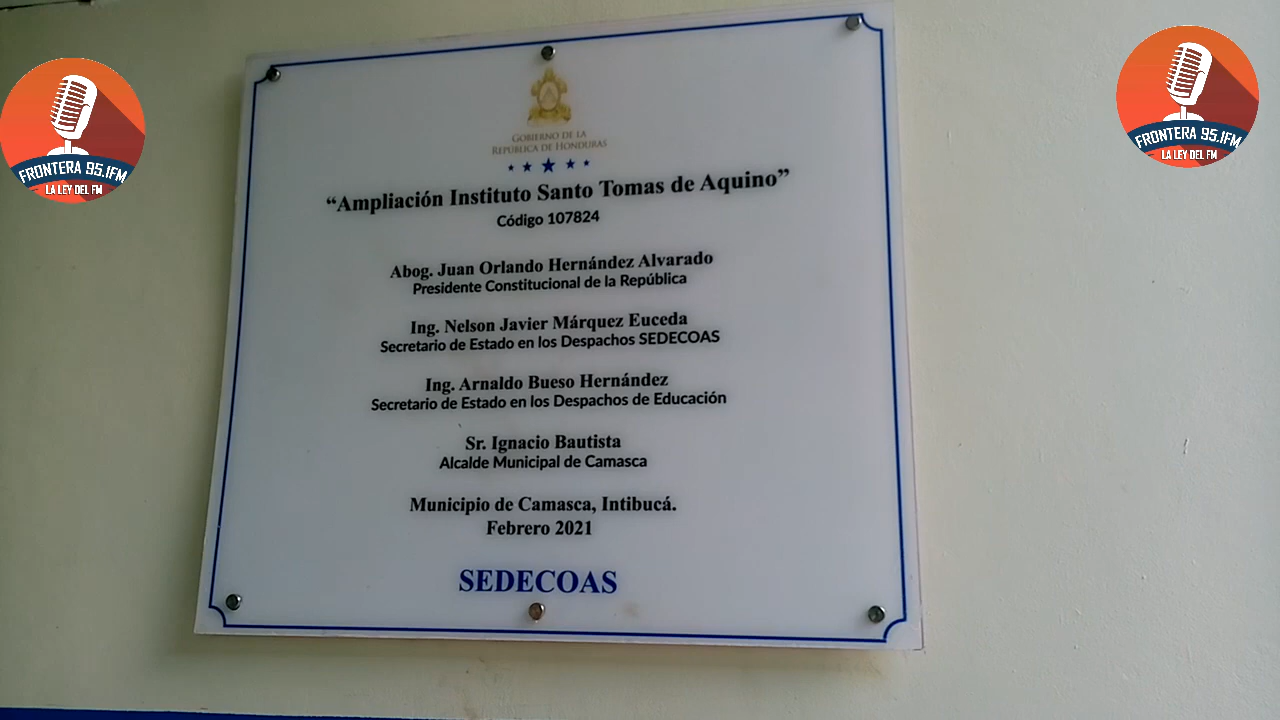 GOBIERNO DE LA
REPÚBLICA DE HONDURAS
“Ampliación Instituto Santo Tomas de Aquino”
Código 107824
Abog. Juan Orlando Hernández Alvarado
Presidente Constitucional de la República
Ing. Nelson Javier Márquez Euceda
Secretario de Estado en los Despachos SEDECOAS
Ing. Arnaldo Bueso Hernández
Secretario de Estado en los Despachos de Educación
Sr. Ignacio Bautista
Alcalde Municipal de Camasca
Municipio de Camasca, Intibucá.
Febrero 2021
SEDECOAS
FRONTERA 95.1FM
LA LEY DEL FM
FRONTERA 95.1FM
LA LEY DEL FM